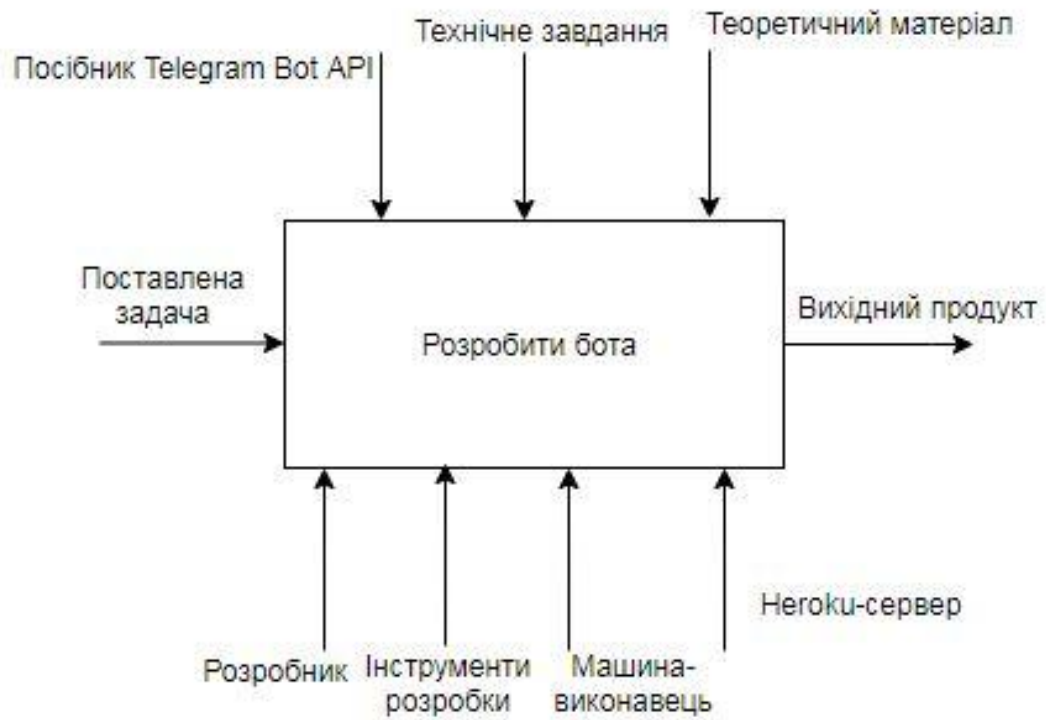 Технічне завдання
Теоретичний матеріал
Посібник Telegram Bot API
Поставлена
задача
Розробити бота
Вихідний продукт
Heroku-сервер
Розробник
Інструменти
розробки
Машина-
виконавець